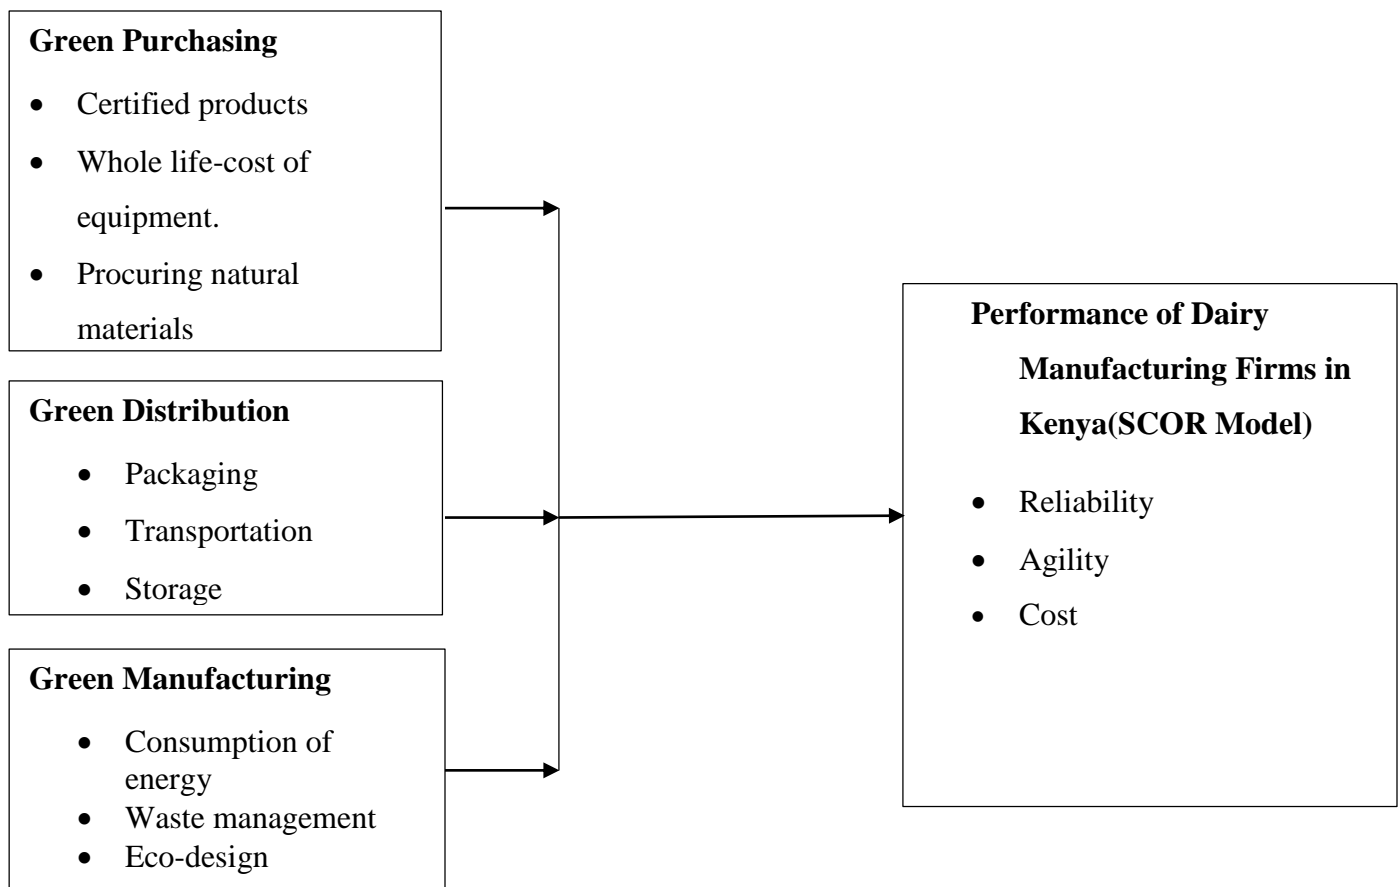 Green Purchasing
• Certified products
• Whole life-cost of
equipment.
• Procuring natural
materials
Green Distribution
• Packaging
• Transportation
• Storage
Green Manufacturing
• Consumption of
energy
• Waste management
• Eco-design
Performance of Dairy
Manufacturing Firms in
Kenya(SCOR Model)
• Reliability
• Agility
• Cost